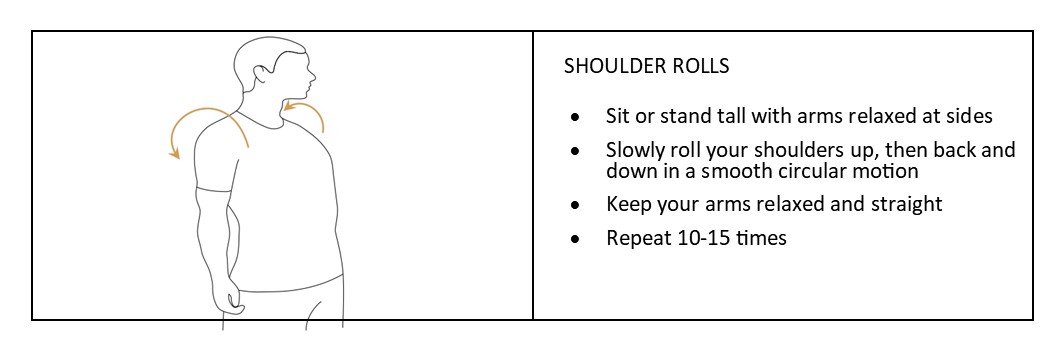 SHOULDER ROLLS
• Sit or stand tall with arms relaxed at sides
• Slowly roll your shoulders up, then back and
down in a smooth circular motion
• Keep your arms relaxed and straight
• Repeat 10-15 times